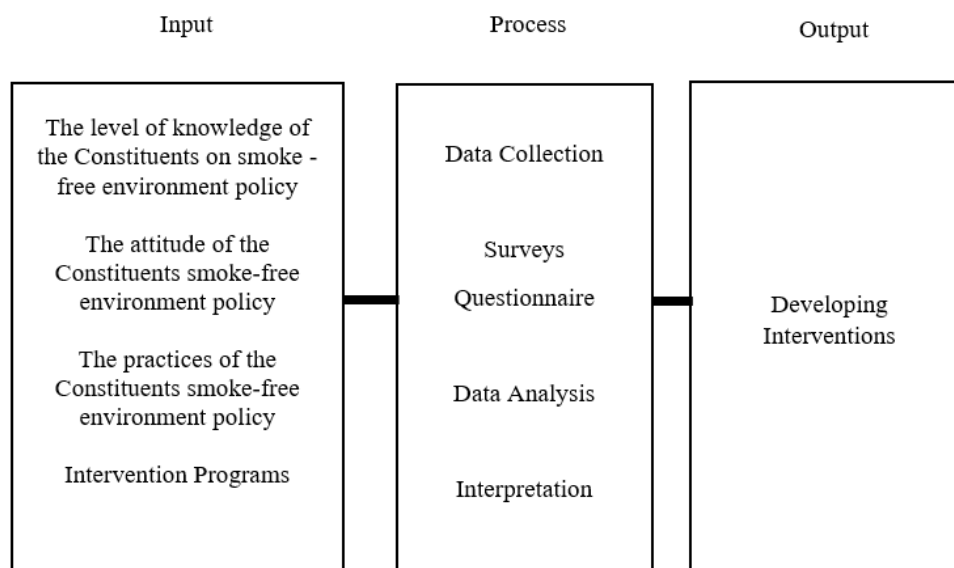 Input
Process
Output
The level of knowledge of
the Constituents on smoke -
free environment policy
The attitude of the
Constituents smoke-free
environment policy
The practices of the
Constituents smoke-free
environment policy
Intervention Programs
Data Collection
Surveys
Questionnaire
Data Analysis
Interpretation
Developing
Interventions